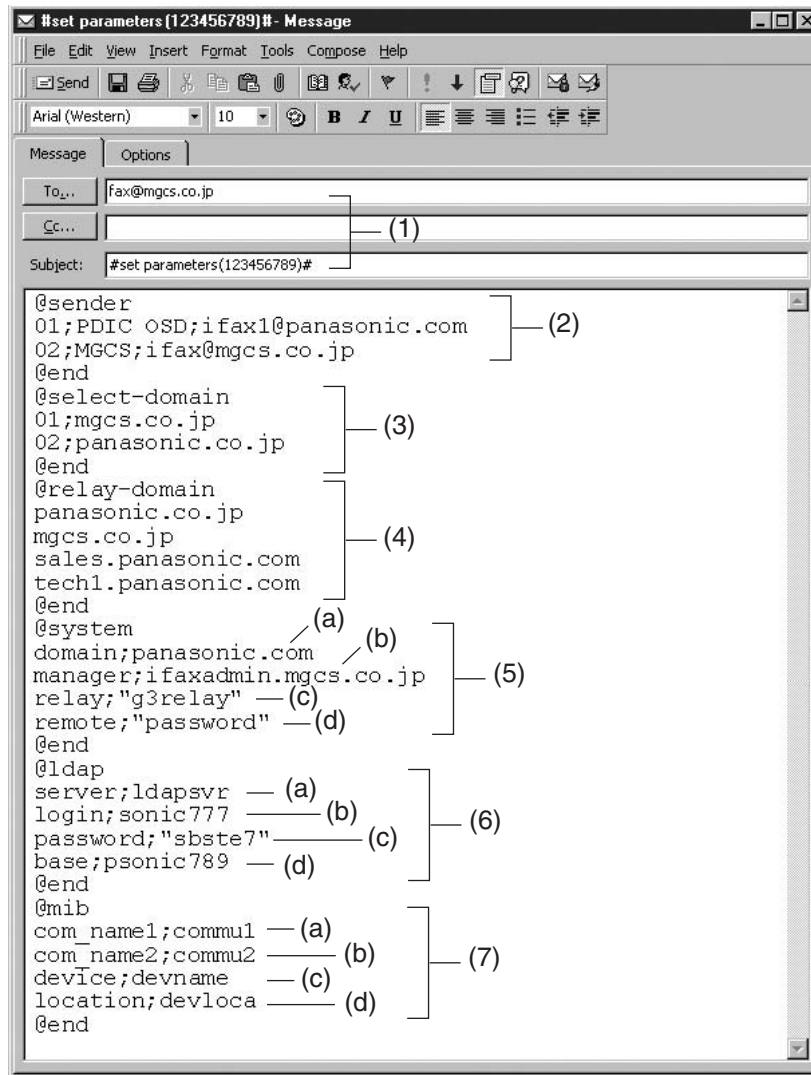 #set parameters(123456789)# - Message
File Edit View Insert Format Tools Compose Help
Send
Arial (Western) 10 B I U
Message Options
To... fax@mgcs.co.jp
Cc...
(1)
Subject: #set parameters(123456789)#
@sender
01;PDIC OSD;ifax1@panasonic.com
(2)
02;MGCS;ifax@mgcs.co.jp
@end
@select-domain
01;mgcs.co.jp
(3)
02;panasonic.co.jp
@end
@relay-domain
panasonic.co.jp
mgcs.co.jp
(4)
sales.panasonic.com
tech1.panasonic.com
@end
@system (a)
domain;panasonic.com (b)
manager;ifaxadmin.mgcs.co.jp (5)
relay;"g3relay" (c)
remote;"password" (d)
@end
@ldap
server;ldapsvr (a)
login;sonic777 (b) (6)
password;"sbste7" (c)
base;psonic789 (d)
@end
@mib
com_name1;commu1 (a)
com_name2;commu2 (b) (7)
device;devname (c)
location;devloca (d)
@end